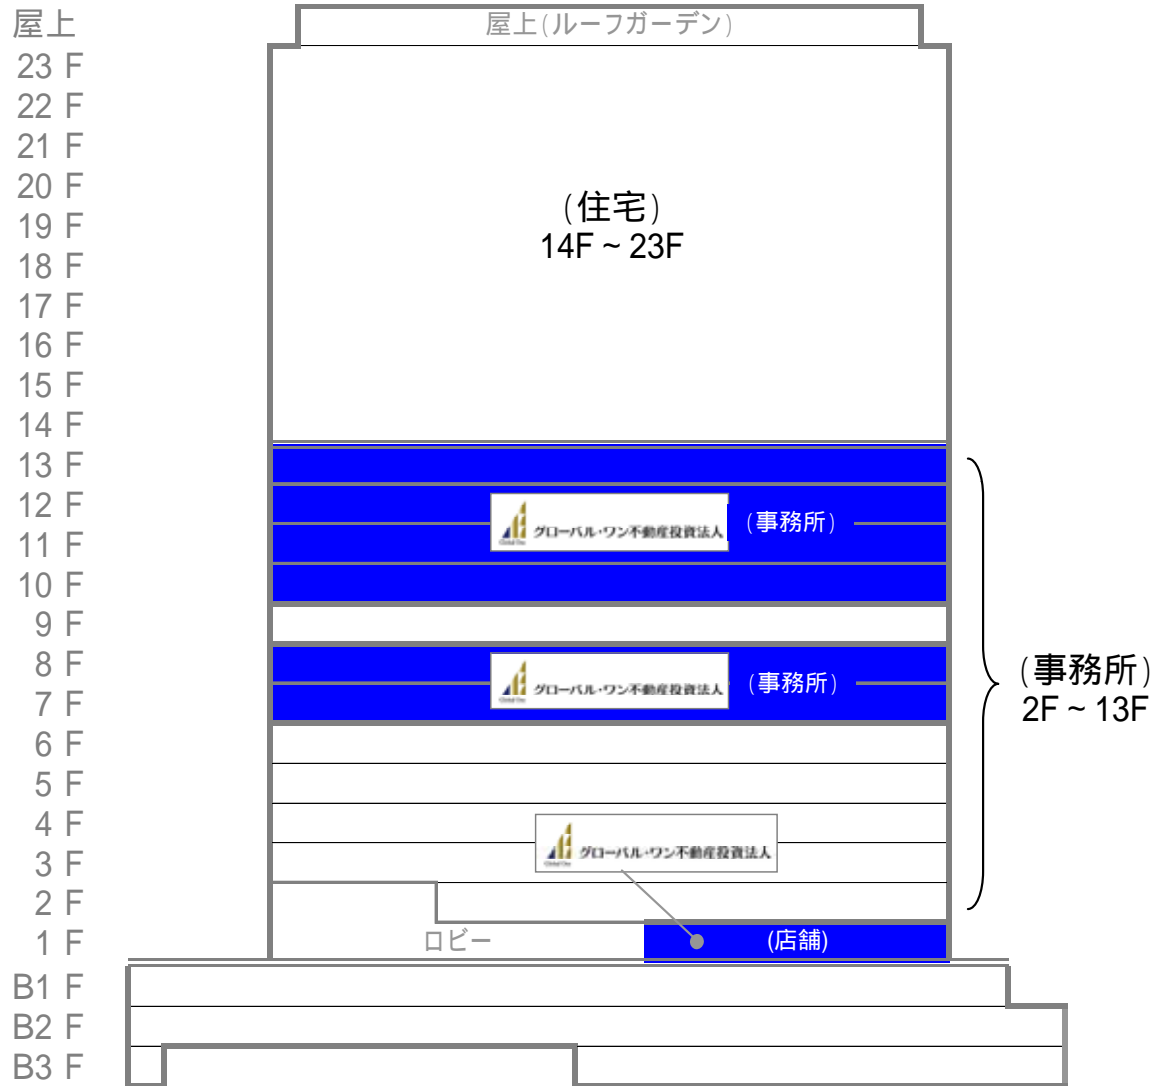 屋上
屋上(ルーフガーデン)
23 F
22 F
21 F
20 F
19 F
18 F
17 F
16 F
15 F
14 F
(住宅)
14F ~ 23F
13 F
12 F
11 F
10 F
グローバル・ワン不動産投資法人 (事務所)
9 F
8 F
7 F
グローバル・ワン不動産投資法人 (事務所)
(事務所)
2F ~ 13F
6 F
5 F
4 F
3 F
グローバル・ワン不動産投資法人
2 F
1 F
ロビー
(店舗)
B1 F
B2 F
B3 F